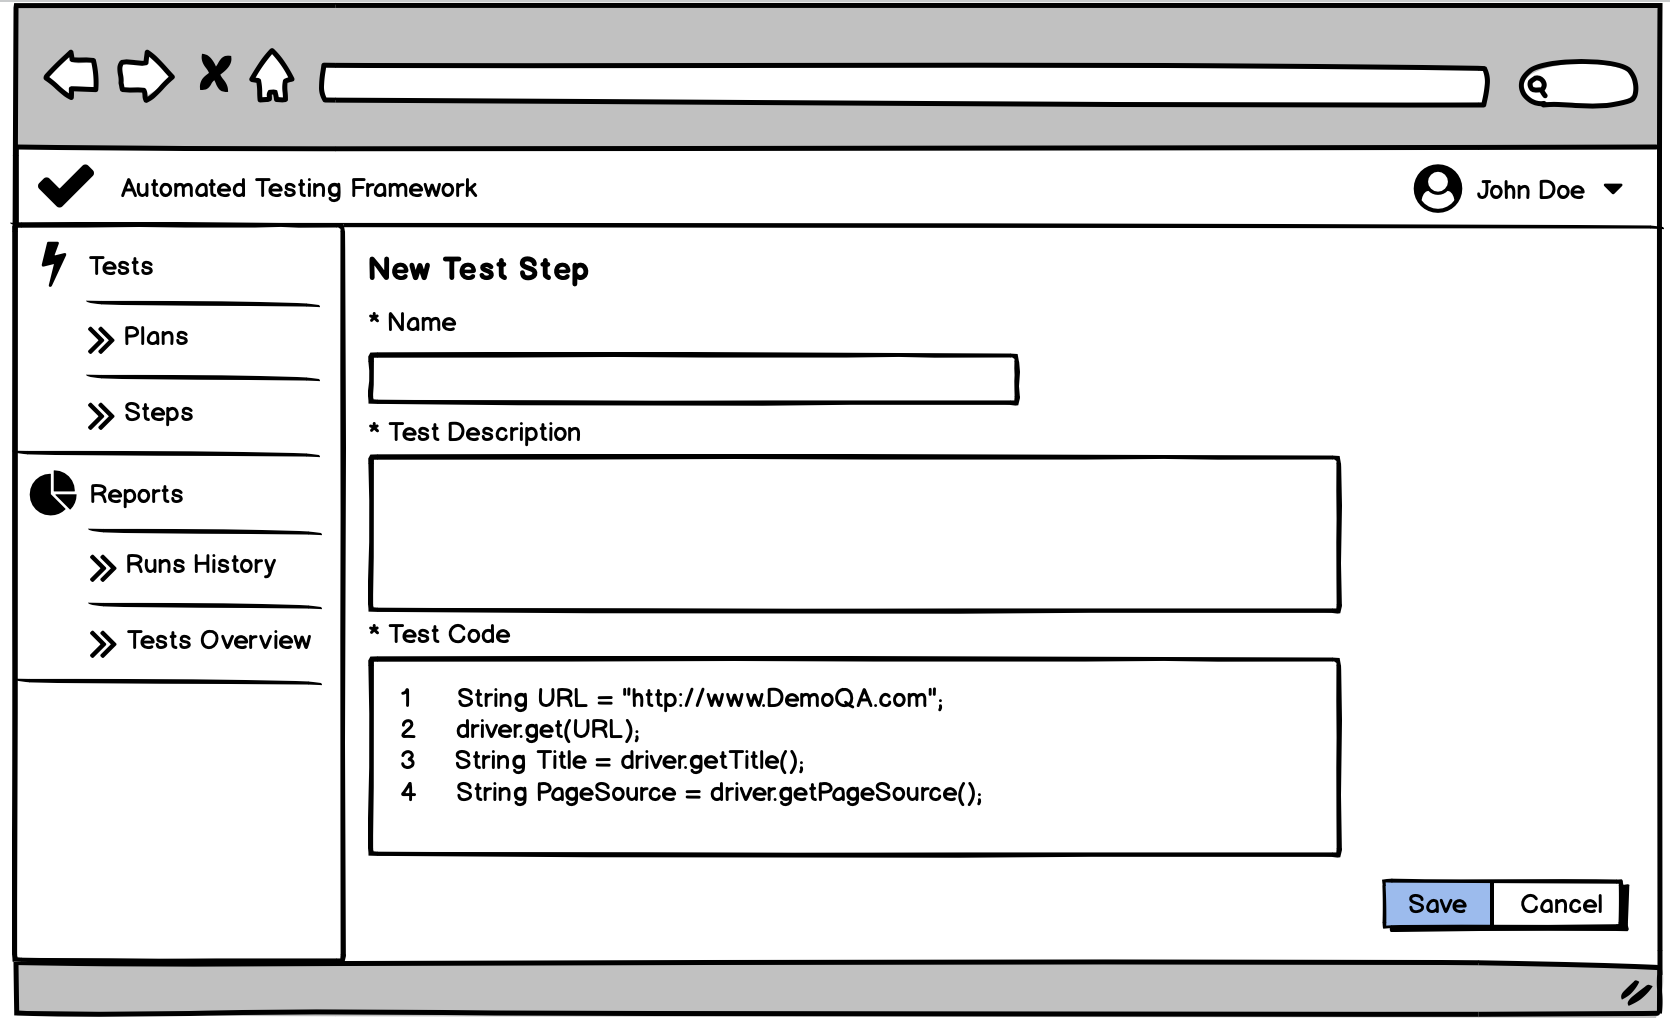 Automated Testing Framework
John Doe
Tests
Plans
Steps
Reports
Runs History
Tests Overview
New Test Step
* Name
* Test Description
* Test Code
1 String URL = "http://www.DemoQA.com";
2 driver.get(URL);
3 String Title = driver.getTitle();
4 String PageSource = driver.getPageSource();
Save
Cancel